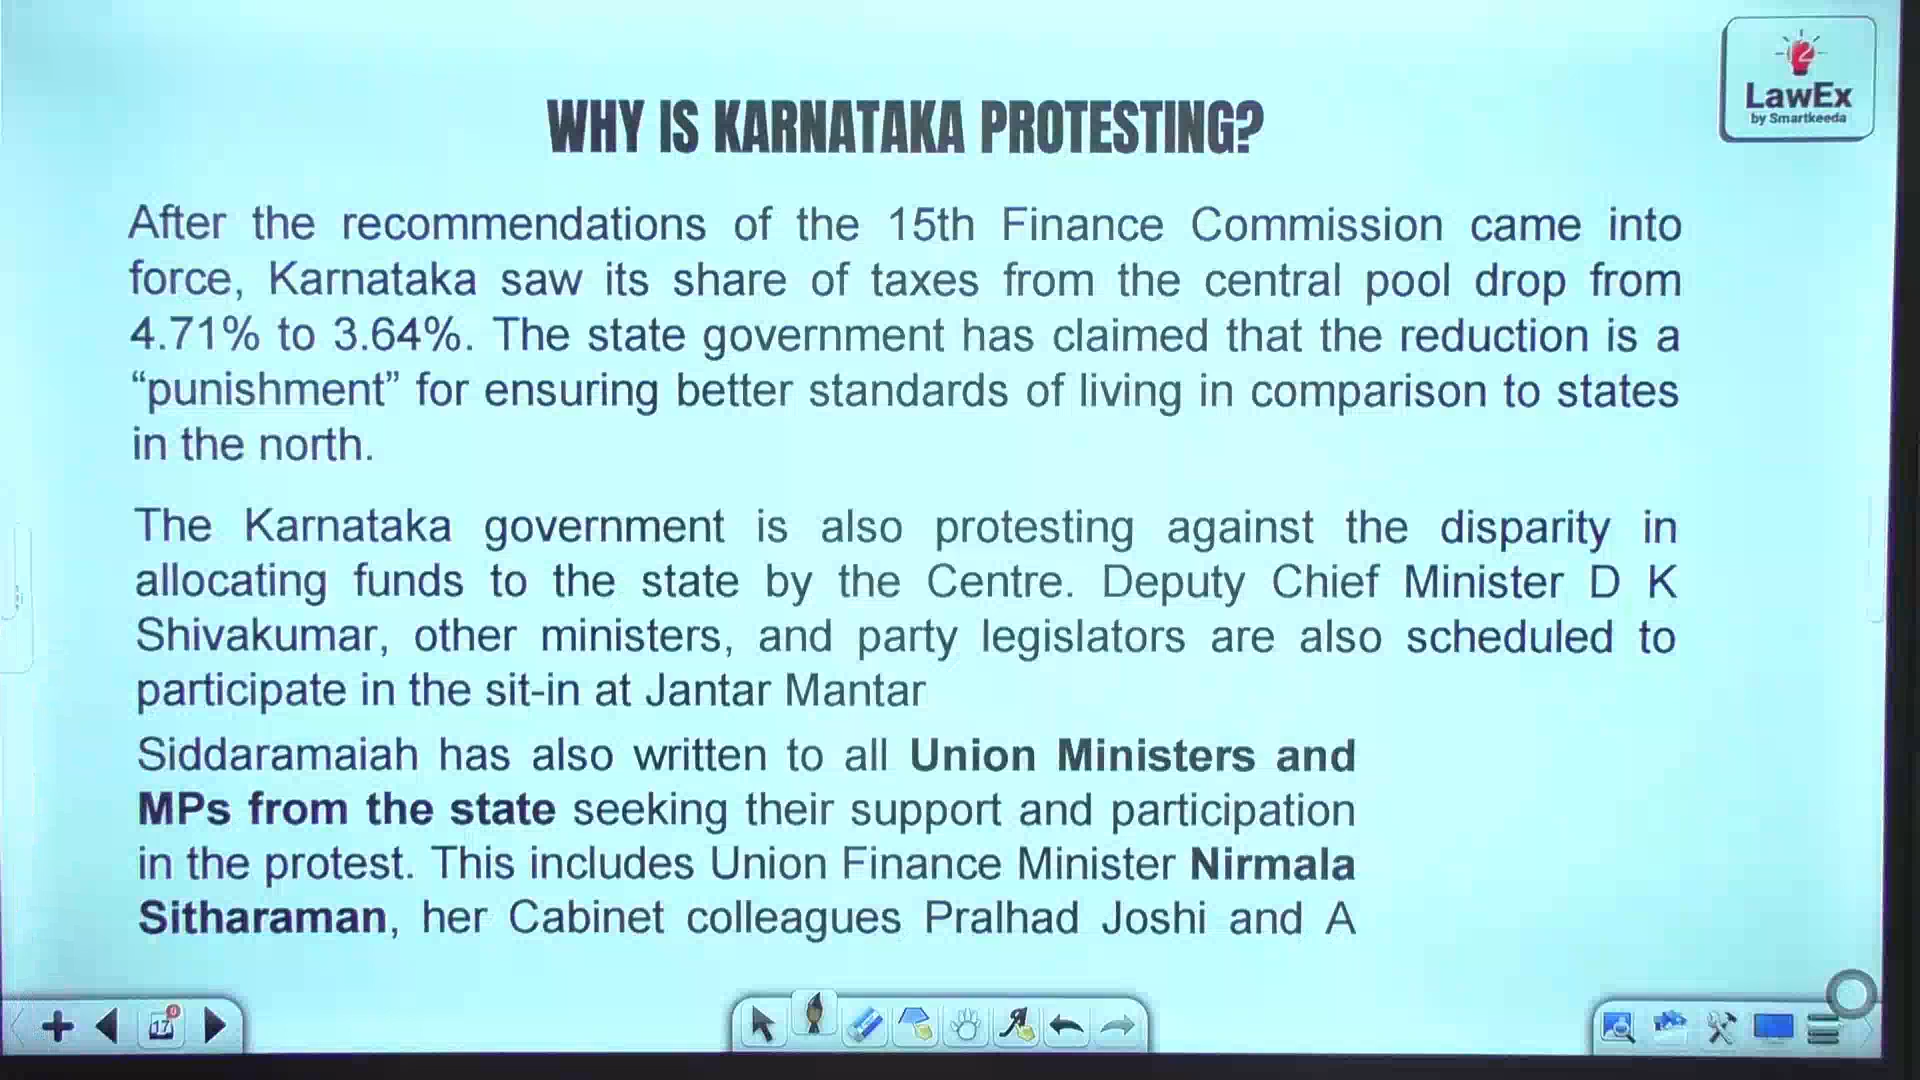 LawEx
by Smartkeeda
WHY IS KARNATAKA PROTESTING?
After the recommendations of the 15th Finance Commission came into
force, Karnataka saw its share of taxes from the central pool drop from
4.71% to 3.64%. The state government has claimed that the reduction is a
“punishment” for ensuring better standards of living in comparison to states
in the north.
The Karnataka government is also protesting against the disparity in
allocating funds to the state by the Centre. Deputy Chief Minister D K
Shivakumar, other ministers, and party legislators are also scheduled to
participate in the sit-in at Jantar Mantar
Siddaramaiah has also written to all Union Ministers and
MPs from the state seeking their support and participation
in the protest. This includes Union Finance Minister Nirmala
Sitharaman, her Cabinet colleagues Pralhad Joshi and A
17